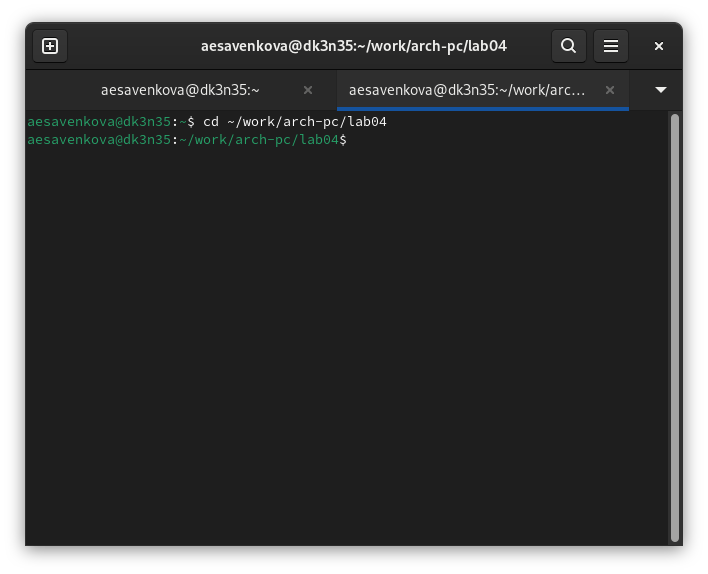 aesavenkova@dk3n35:~/work/arch-pc/lab04
aesavenkova@dk3n35:~
aesavenkova@dk3n35:~/work/arc...
aesavenkova@dk3n35:~$ cd ~/work/arch-pc/lab04
aesavenkova@dk3n35:~/work/arch-pc/lab04$